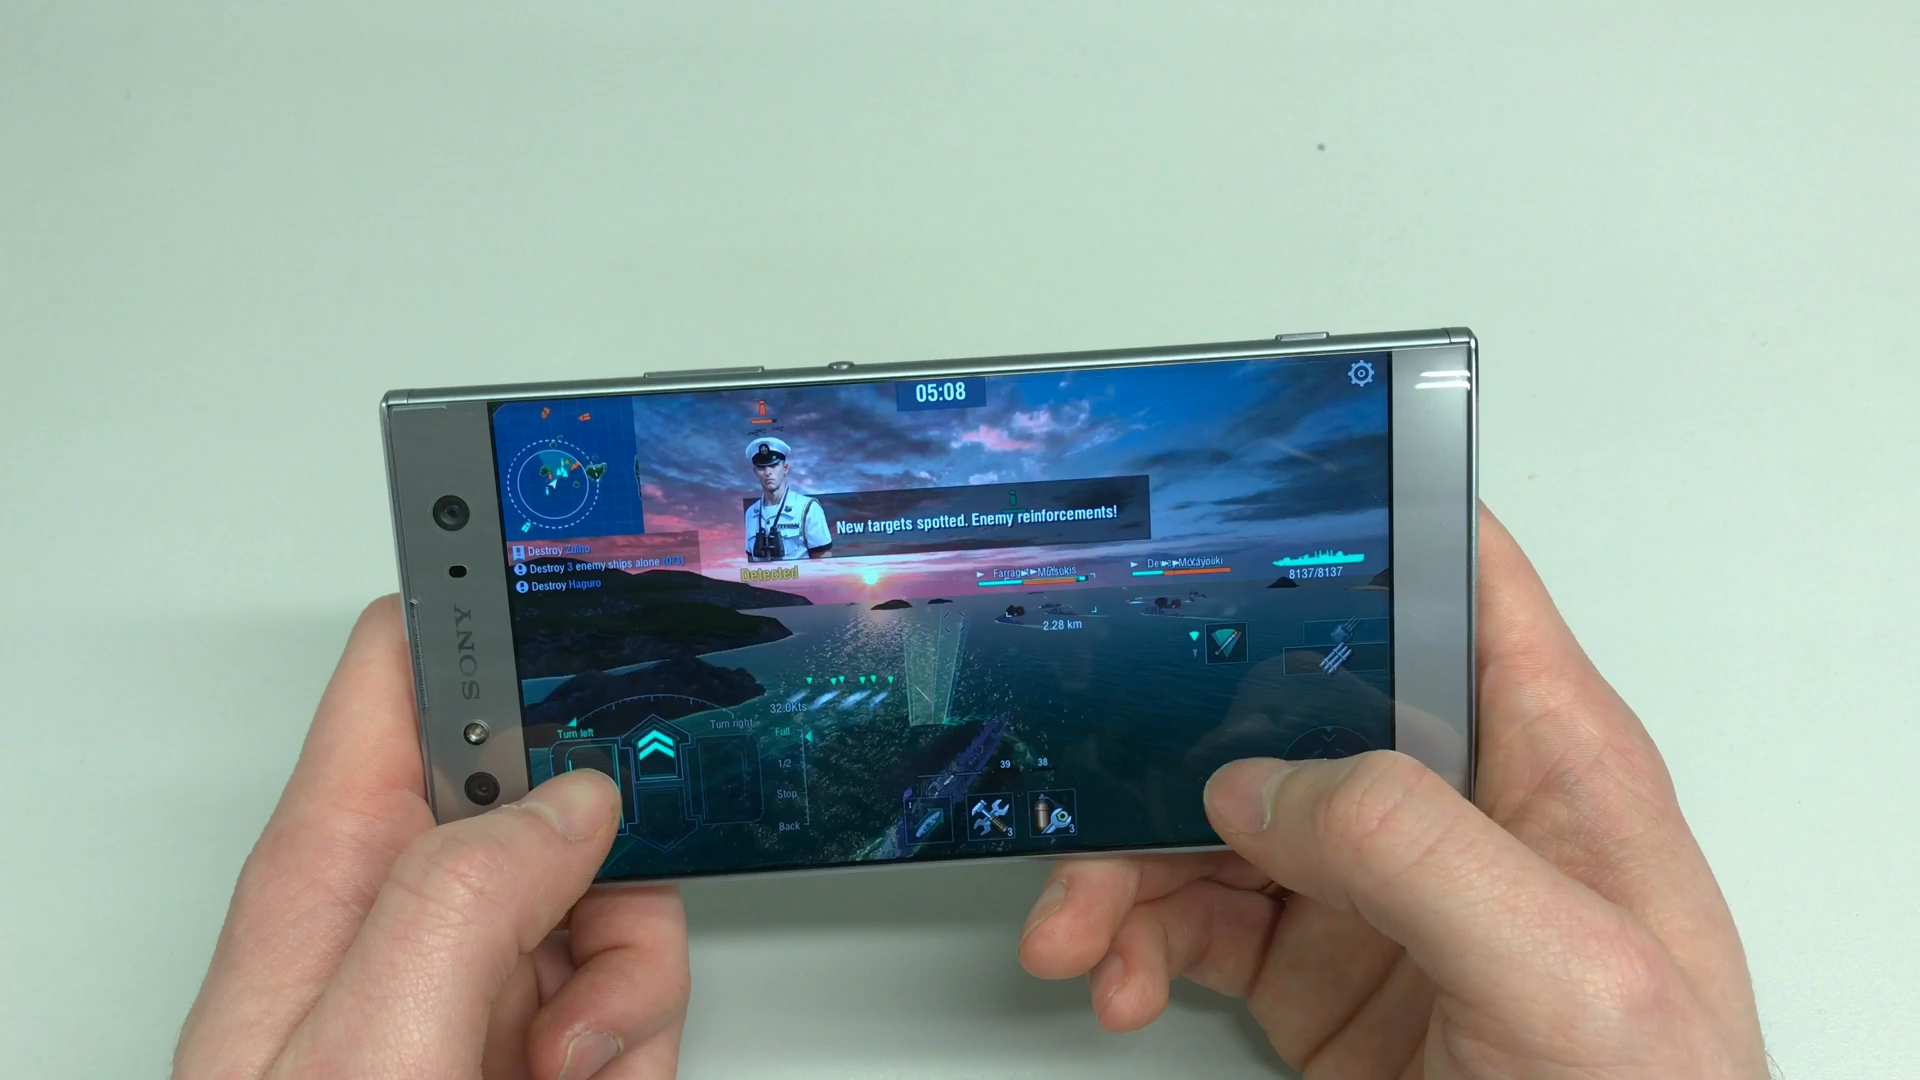 05:08
New targets spotted. Enemy reinforcements!
Destroy Zuiho
Destroy 3 enemy ships alone (0/3)
Destroy Haguro
Detected
8137/8137
2.28 km
SONY
32.0Kts
Turn left
Turn right
Full
1/2
Stop
Back
39
38
1
3
3